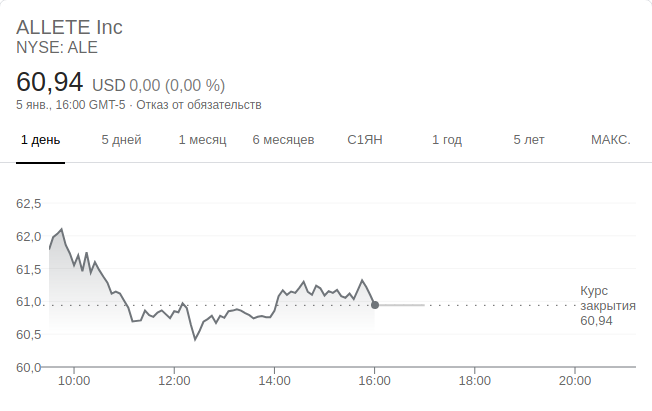 ALLETE Inc
NYSE: ALE
60,94 USD 0,00 (0,00 %)
5 янв., 16:00 GMT-5 · Отказ от обязательств
1 день 5 дней 1 месяц 6 месяцев С1ЯН 1 год 5 лет МАКС.
62,5
62,0
61,5
61,0
60,5
60,0
Курс
закрытия
60,94
10:00 12:00 14:00 16:00 18:00 20:00